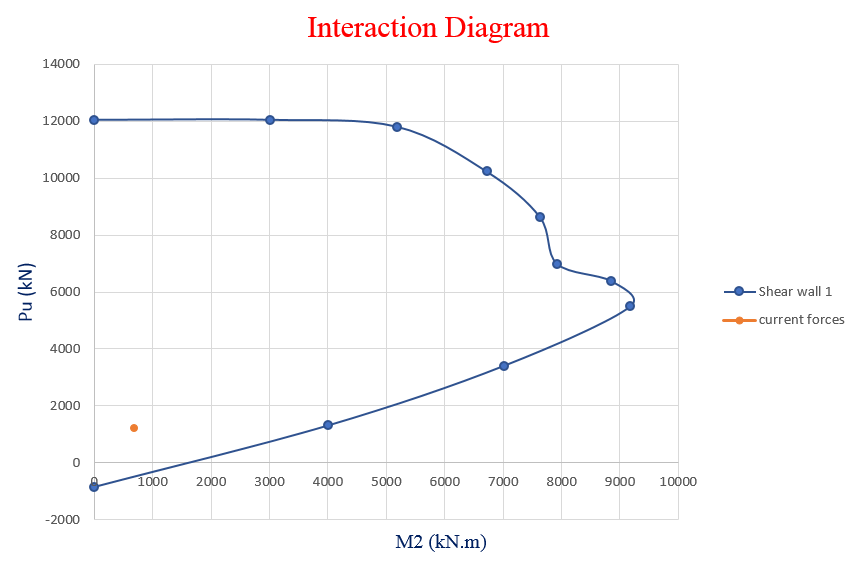 Interaction Diagram
14000
12000
10000
8000
6000
4000
2000
0
-2000
Pu (kN)
0 1000 2000 3000 4000 5000 6000 7000 8000 9000 10000
M2 (kN.m)
Shear wall 1
current forces